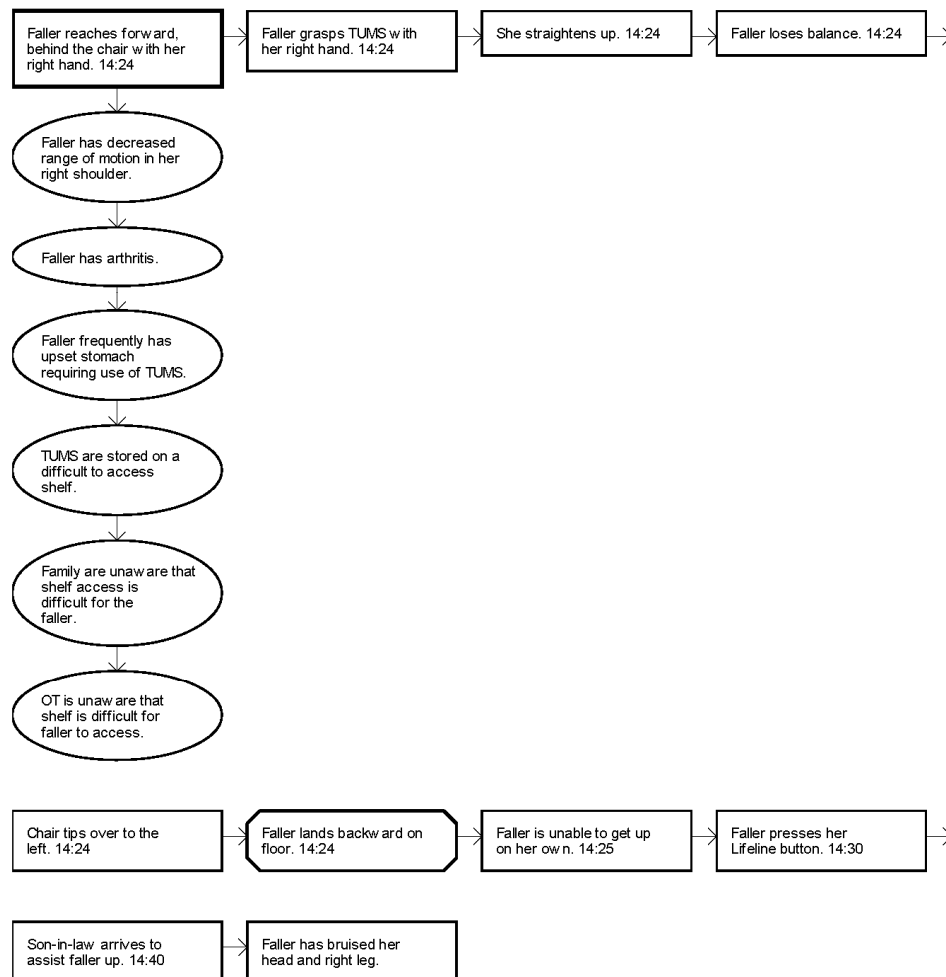 Faller reaches forward,
behind the chair with her
right hand. 14:24
Faller grasps TUMS with
her right hand. 14:24
She straightens up. 14:24
Faller loses balance. 14:24
Faller has decreased
range of motion in her
right shoulder.
Faller has arthritis.
Faller frequently has
upset stomach
requiring use of TUMS.
TUMS are stored on a
difficult to access
shelf.
Family are unaware that
shelf access is
difficult for the
faller.
OT is unaware that
shelf is difficult for
faller to access.
Chair tips over to the
left. 14:24
Faller lands backward on
floor. 14:24
Faller is unable to get up
on her own. 14:25
Faller presses her
Lifeline button. 14:30
Son-in-law arrives to
assist faller up. 14:40
Faller has bruised her
head and right leg.